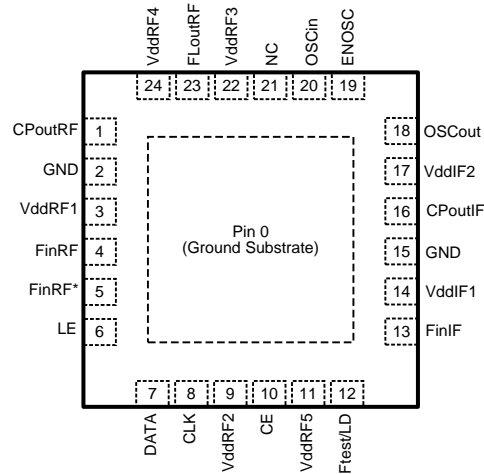 VddRF4
FLoutRF
VddRF3
NC
OSCin
ENOSC
24
23
22
21
20
19
CPoutRF 1
GND 2
VddRF1 3
FinRF 4
FinRF* 5
LE 6
Pin 0
(Ground Substrate)
18 OSCout
17 VddIF2
16 CPoutIF
15 GND
14 VddIF1
13 FinIF
7
8
9
10
11
12
DATA
CLK
VddRF2
CE
VddRF5
Ftest/LD